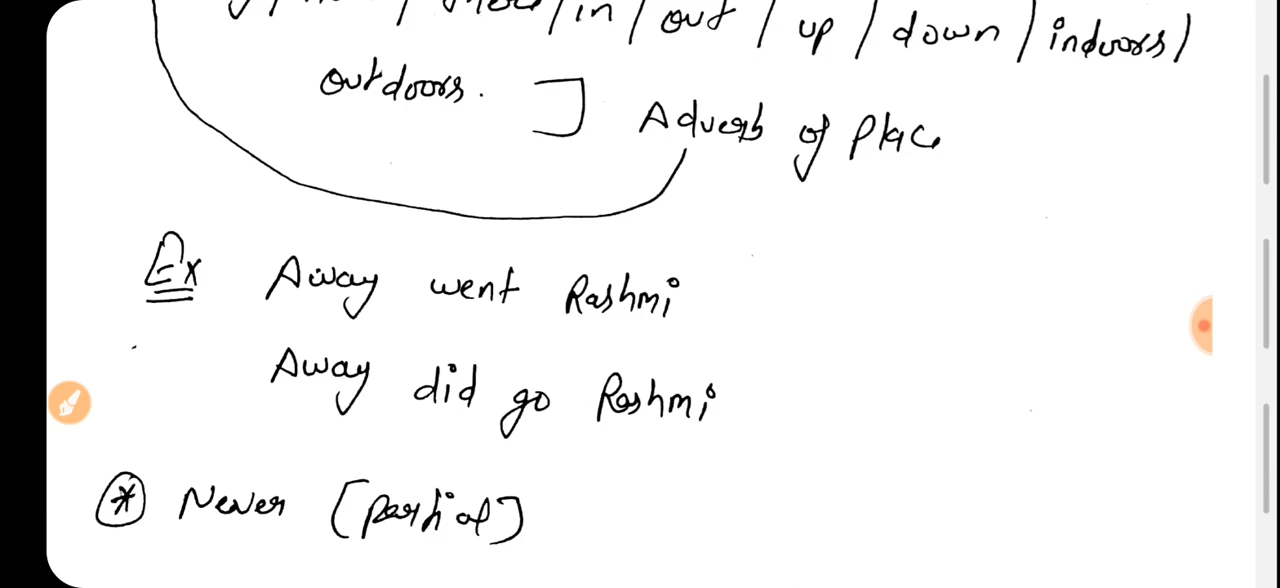 / in / out / up / down / indoors /
outdoors. ] Adverb of Place
Ex Away went Rashmi
Away did go Rashmi
* Never [partial]